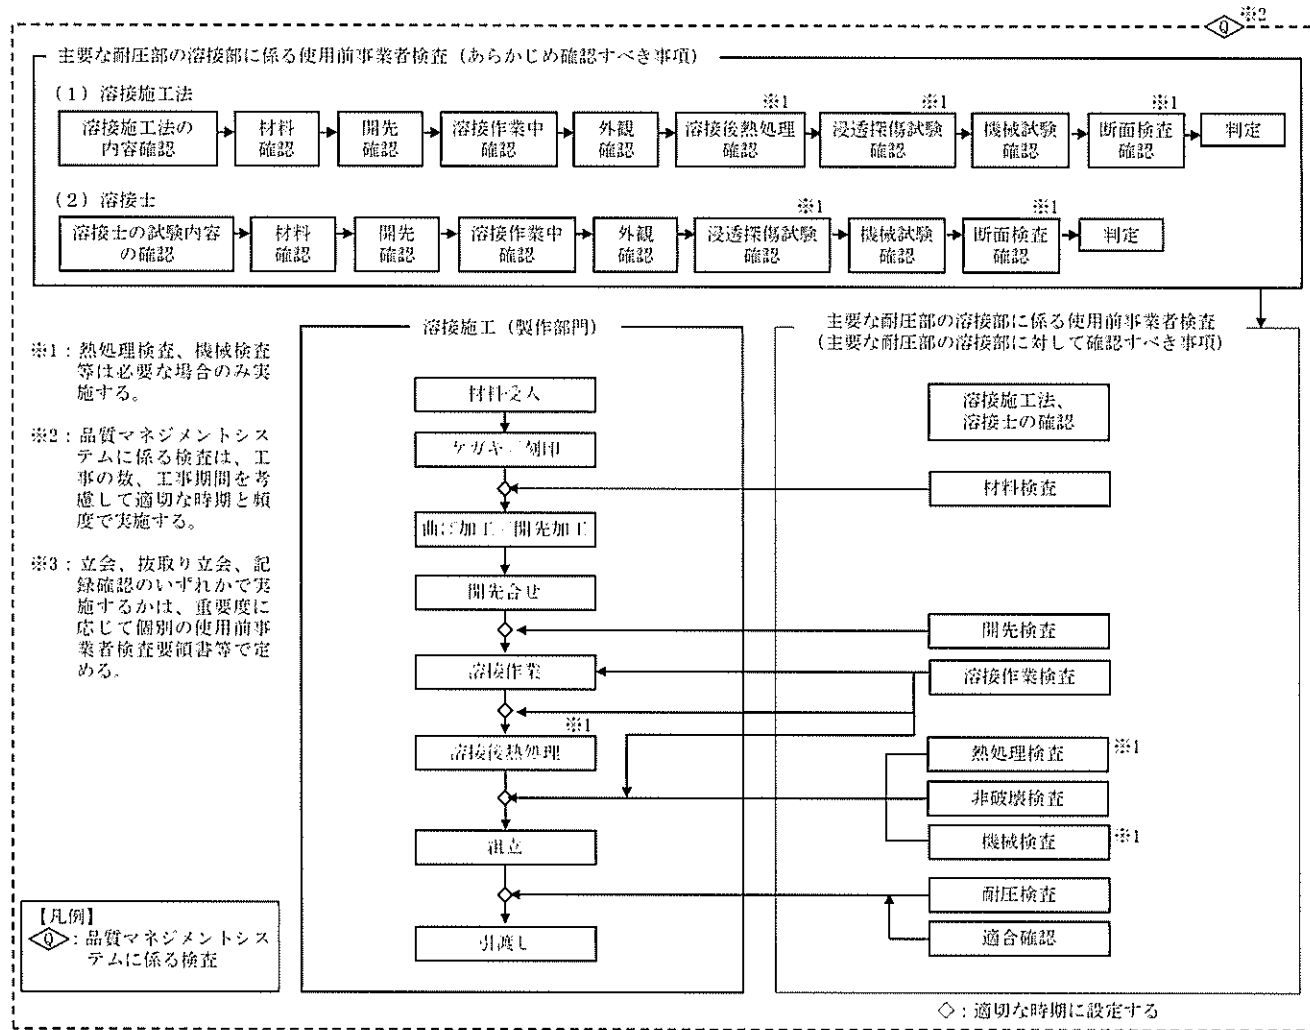 Q ※2
主要な耐圧部の溶接部に係る使用前事業者検査（あらかじめ確認すべき事項）
（1）溶接施工法
※1
※1
※1
溶接施工法の
内容確認
材料
確認
開先
確認
溶接作業中
確認
外観
確認
溶接後熱処理
確認
浸透探傷試験
確認
機械試験
確認
断面検査
確認
判定
（2）溶接士
※1
※1
溶接士の試験内容
の確認
材料
確認
開先
確認
溶接作業中
確認
外観
確認
浸透探傷試験
確認
機械試験
確認
断面検査
確認
判定
※1：熱処理検査、機械検査
等は必要な場合のみ実
施する。
※2：品質マネジメントシス
テムに係る検査は、工
事の数、工事期間を考
慮して適切な時期と頻
度で実施する。
※3：立会、抜取り立会、記
録確認のいずれかで実
施するかは、重要度に
応じて個別の使用前事
業者検査要領書等で定
める。
【凡例】
Q：品質マネジメントシス
テムに係る検査
溶接施工（製作部門）
材料受入
ケガキ／刻印
曲げ加工／開先加工
開先合せ
溶接作業
※1
溶接後熱処理
組立
引渡し
主要な耐圧部の溶接部に係る使用前事業者検査
（主要な耐圧部の溶接部に対して確認すべき事項）
溶接施工法、
溶接士の確認
材料検査
開先検査
溶接作業検査
熱処理検査 ※1
非破壊検査
機械検査 ※1
耐圧検査
適合確認
◇：適切な時期に設定する